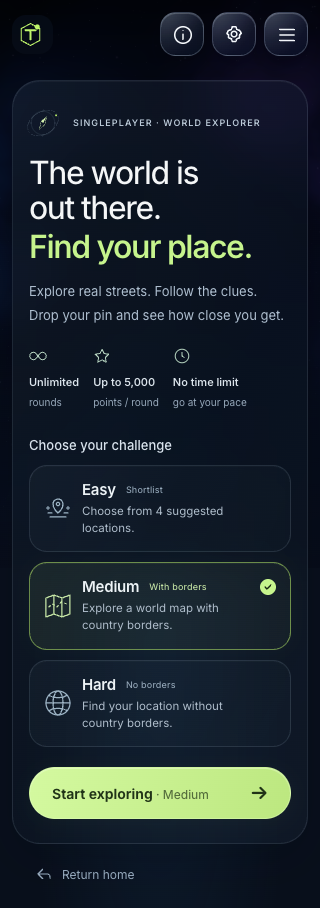 SINGLEPLAYER · WORLD EXPLORER
The world is
out there.
Find your place.
Explore real streets. Follow the clues.
Drop your pin and see how close you get.
Unlimited
rounds
Up to 5,000
points / round
No time limit
go at your pace
Choose your challenge
Easy Shortlist
Choose from 4 suggested
locations.
Medium With borders
Explore a world map with
country borders.
Hard No borders
Find your location without
country borders.
Start exploring · Medium
Return home